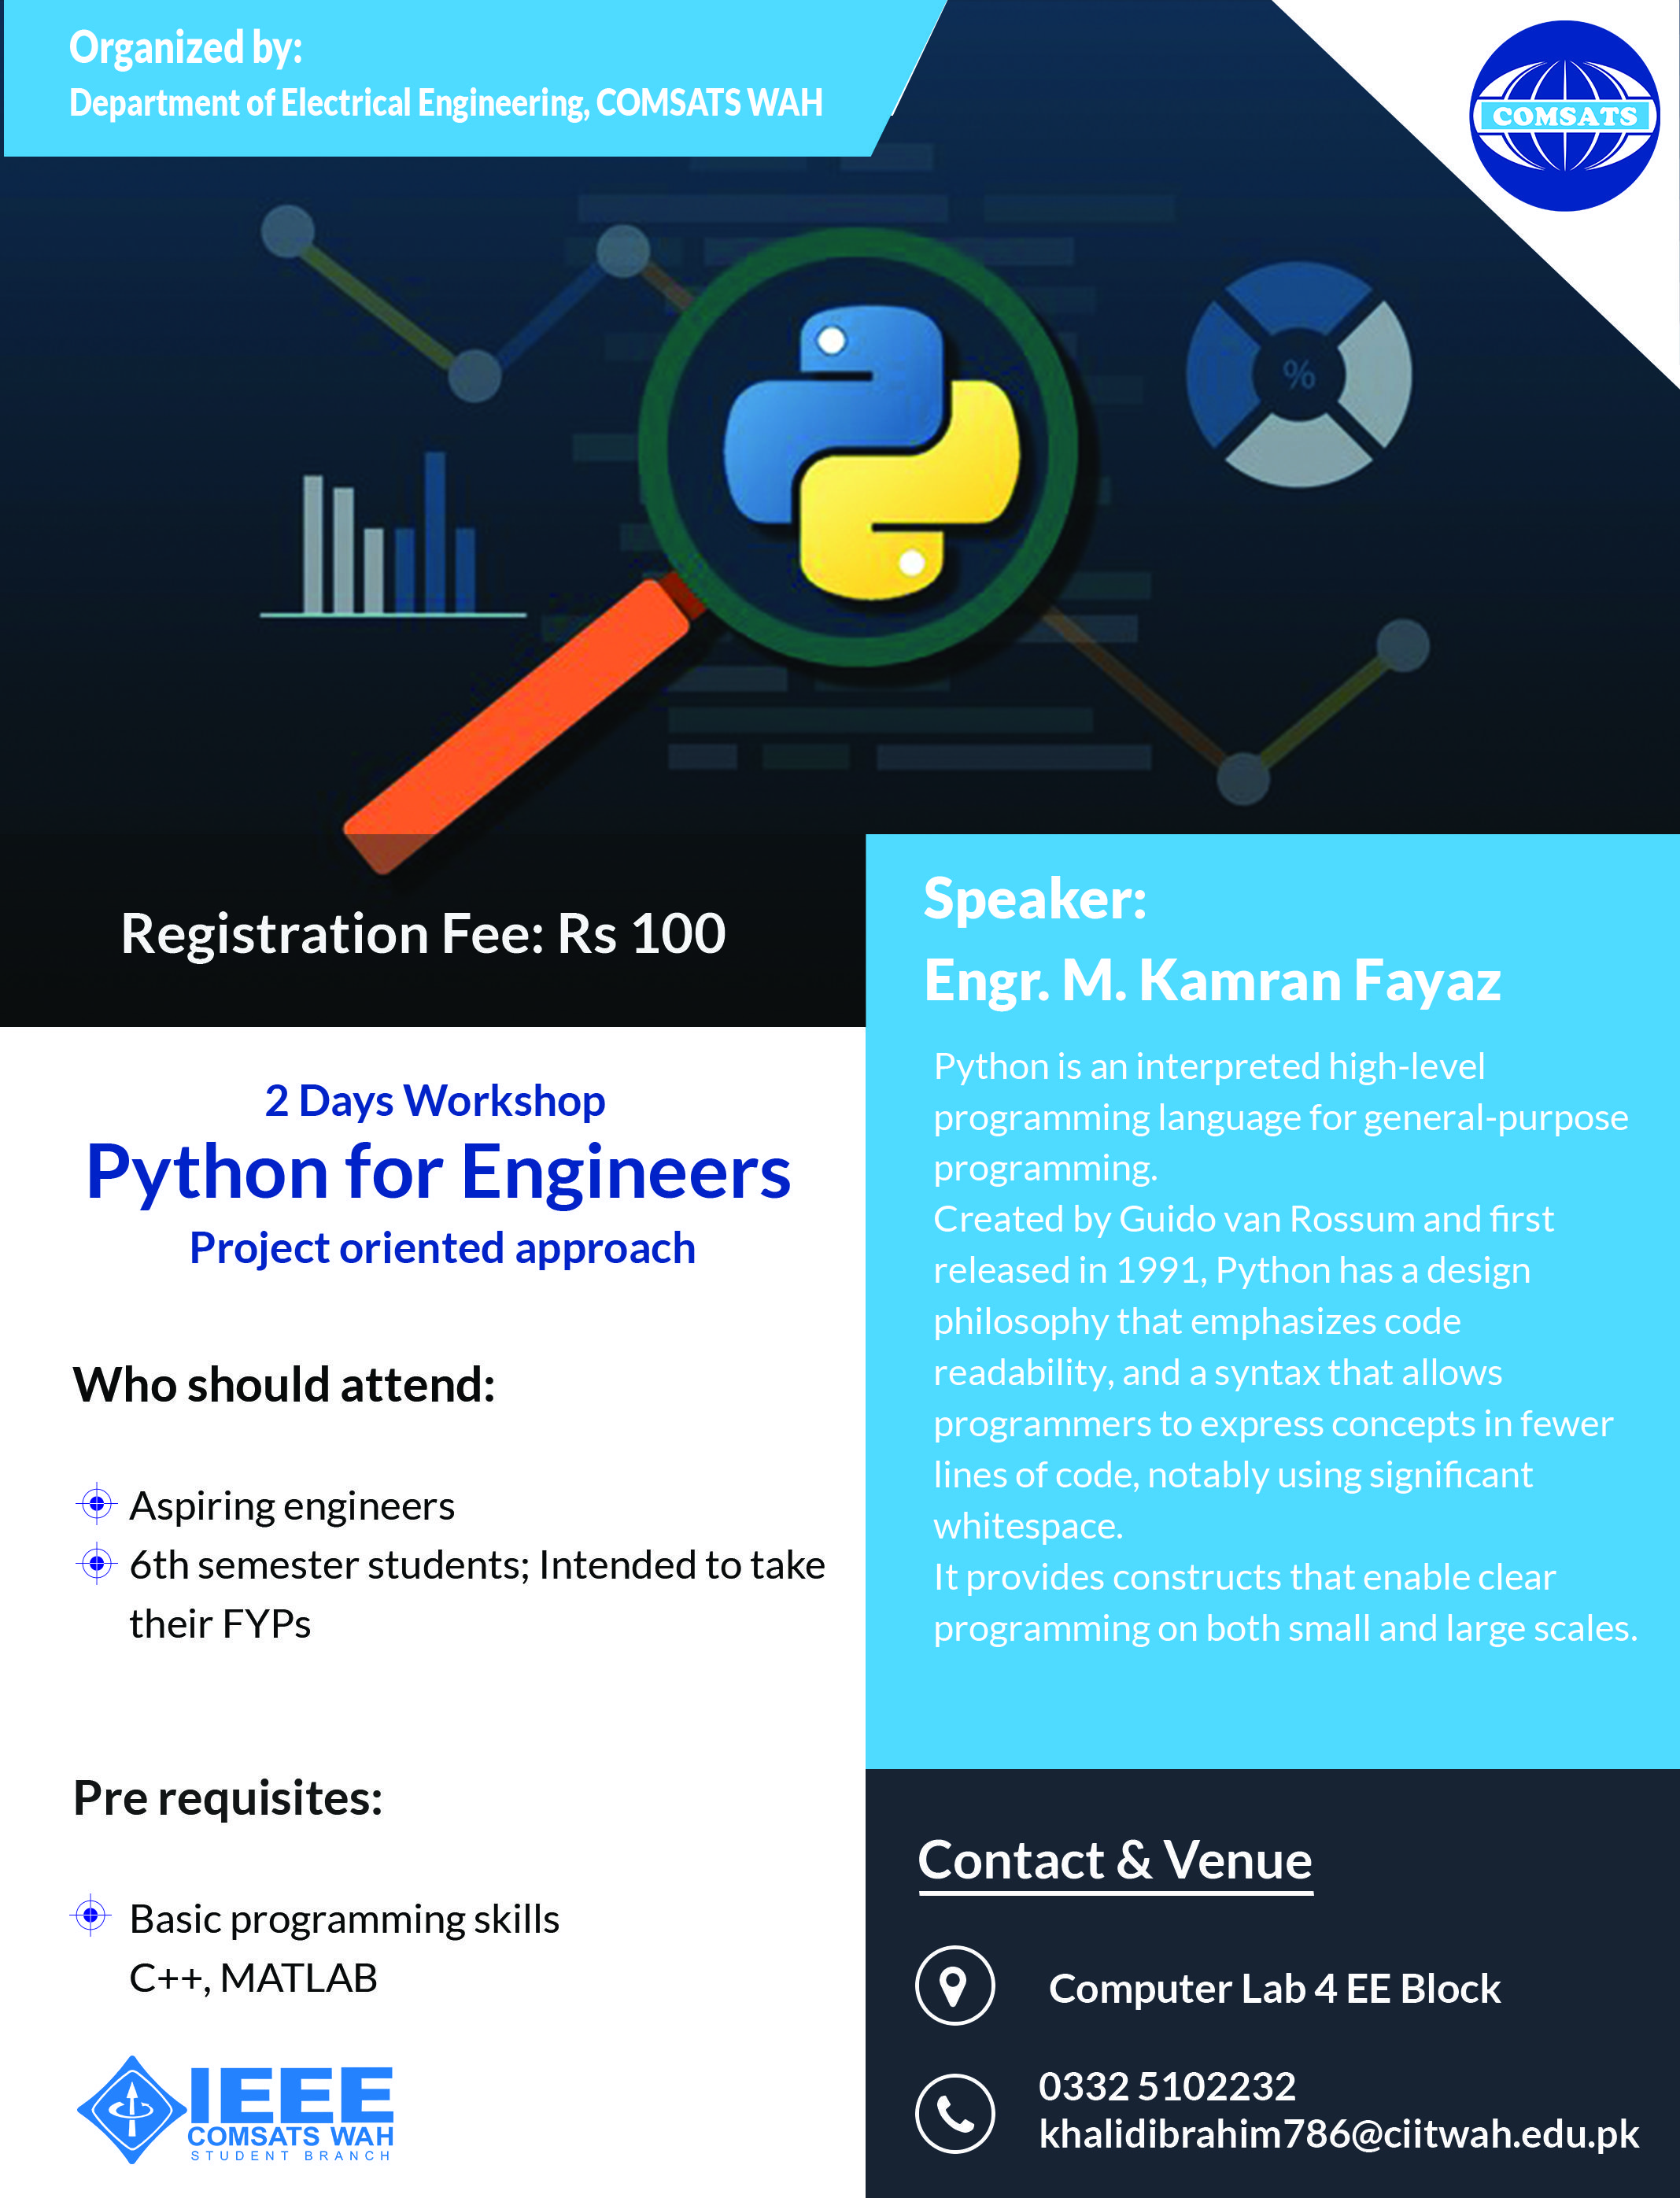 Organized by:
Department of Electrical Engineering, COMSATS WAH
COMSATS
%
Registration Fee: Rs 100
2 Days Workshop
Python for Engineers
Project oriented approach
Who should attend:
Aspiring engineers
6th semester students; Intended to take
their FYPs
Pre requisites:
Basic programming skills
C++, MATLAB
IEEE
COMSATS WAH
STUDENT BRANCH
Speaker:
Engr. M. Kamran Fayaz
Python is an interpreted high-level
programming language for general-purpose
programming.
Created by Guido van Rossum and first
released in 1991, Python has a design
philosophy that emphasizes code
readability, and a syntax that allows
programmers to express concepts in fewer
lines of code, notably using significant
whitespace.
It provides constructs that enable clear
programming on both small and large scales.
Contact & Venue
Computer Lab 4 EE Block
0332 5102232
khalidibrahim786@ciitwah.edu.pk